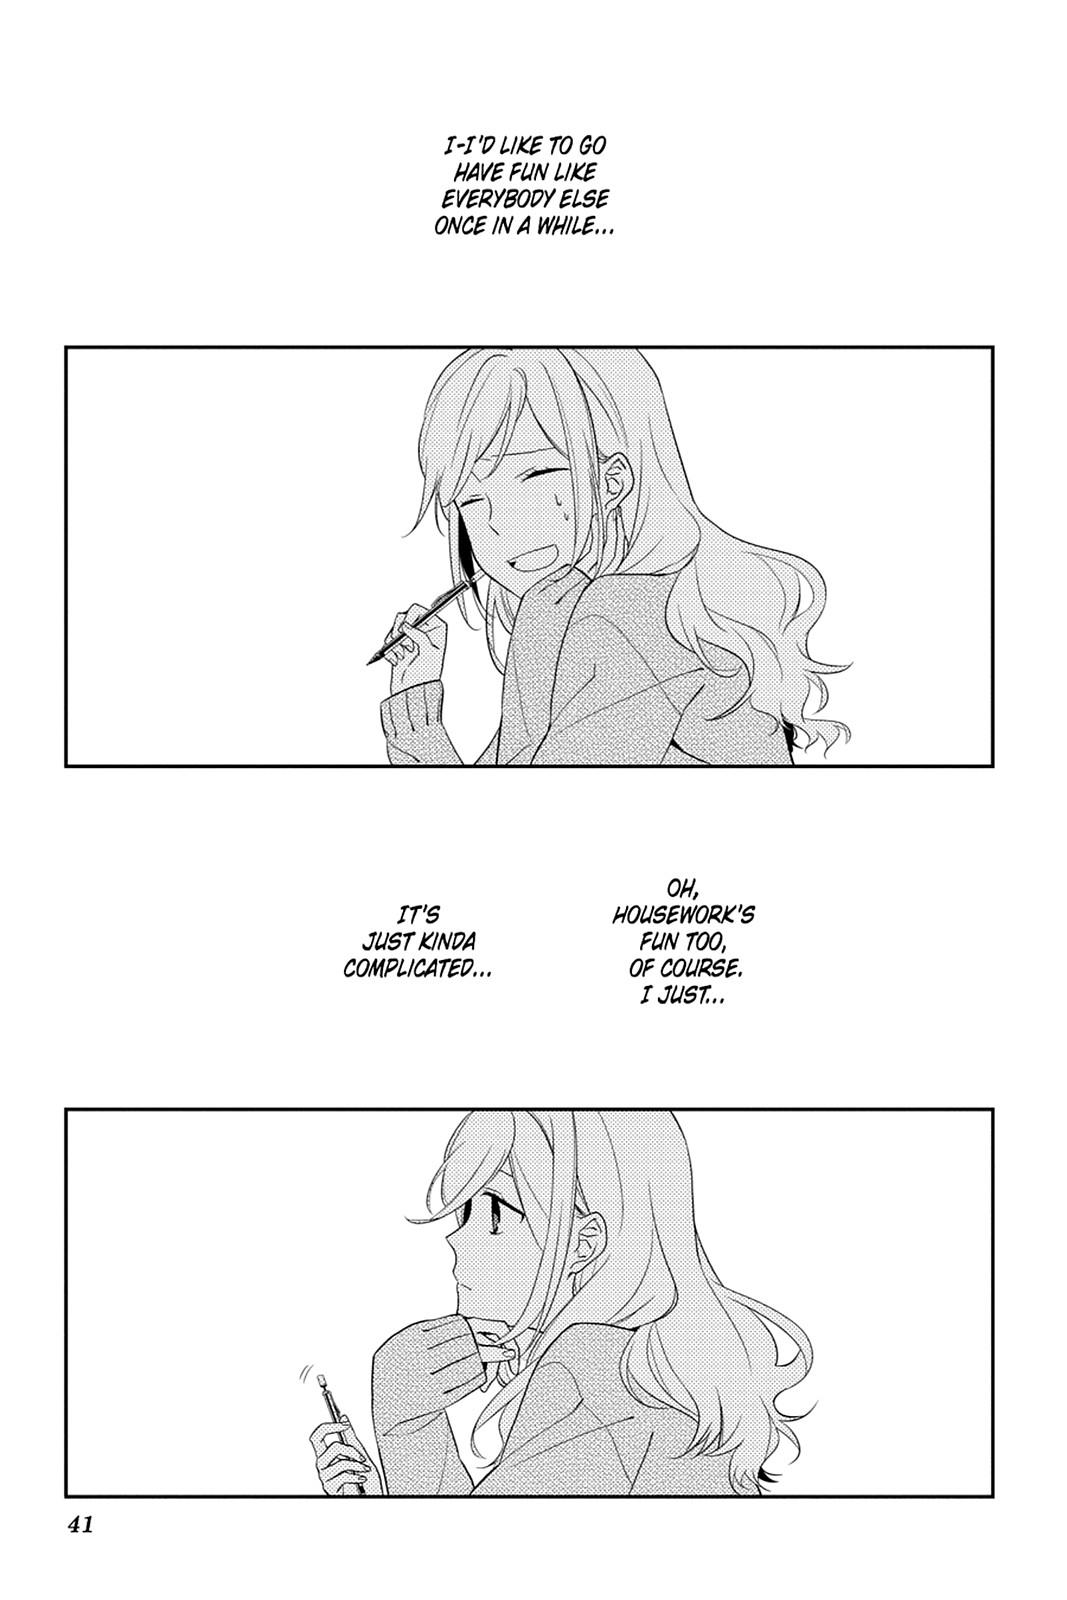 I-I'D LIKE TO GO
HAVE FUN LIKE
EVERYBODY ELSE
ONCE IN A WHILE...
OH,
HOUSEWORK'S
FUN TOO,
OF COURSE.
I JUST...
IT'S
JUST KINDA
COMPLICATED...
41